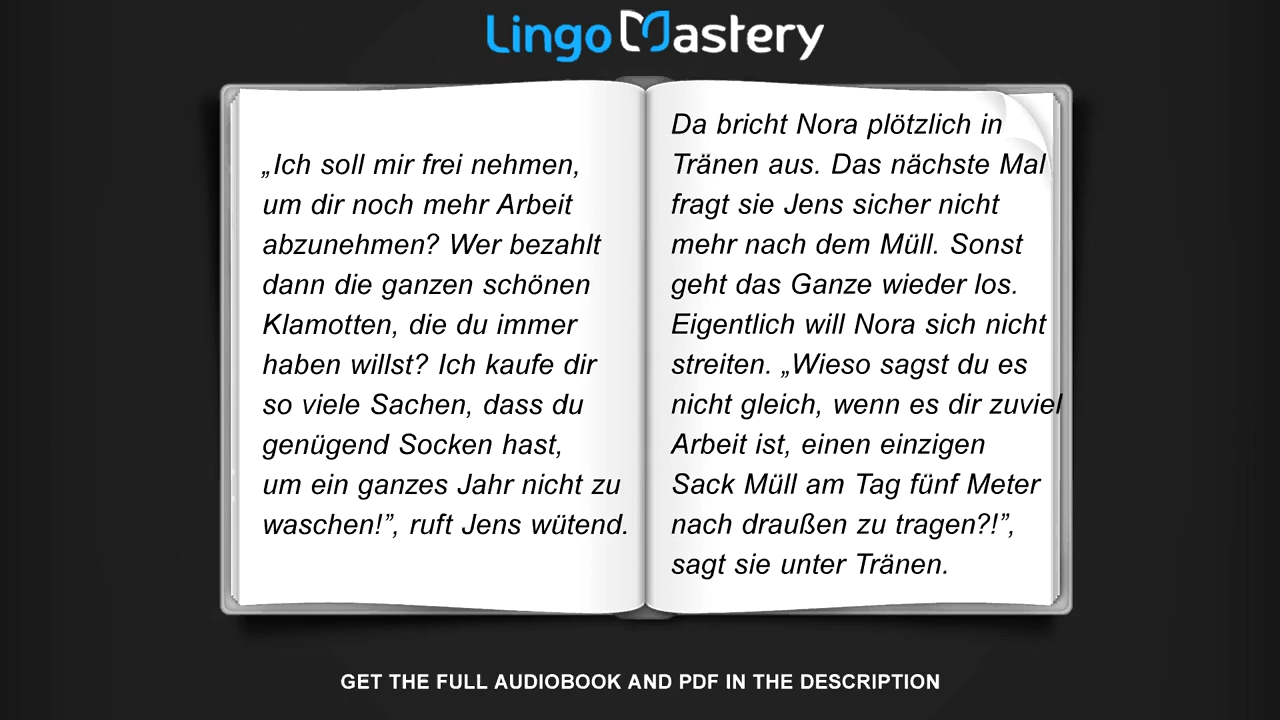 Lingo Mastery
„Ich soll mir frei nehmen,
um dir noch mehr Arbeit
abzunehmen? Wer bezahlt
dann die ganzen schönen
Klamotten, die du immer
haben willst? Ich kaufe dir
so viele Sachen, dass du
genügend Socken hast,
um ein ganzes Jahr nicht zu
waschen!”, ruft Jens wütend.
Da bricht Nora plötzlich in
Tränen aus. Das nächste Mal
fragt sie Jens sicher nicht
mehr nach dem Müll. Sonst
geht das Ganze wieder los.
Eigentlich will Nora sich nicht
streiten. „Wieso sagst du es
nicht gleich, wenn es dir zuviel
Arbeit ist, einen einzigen
Sack Müll am Tag fünf Meter
nach draußen zu tragen?!”,
sagt sie unter Tränen.
GET THE FULL AUDIOBOOK AND PDF IN THE DESCRIPTION